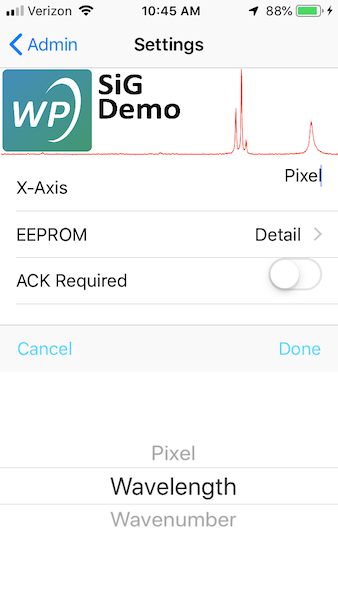 Verizon 10:45 AM 88%
Admin Settings
WP SiG
Demo
X-Axis Pixel
EEPROM Detail
ACK Required
Cancel Done
Pixel
Wavelength
Wavenumber